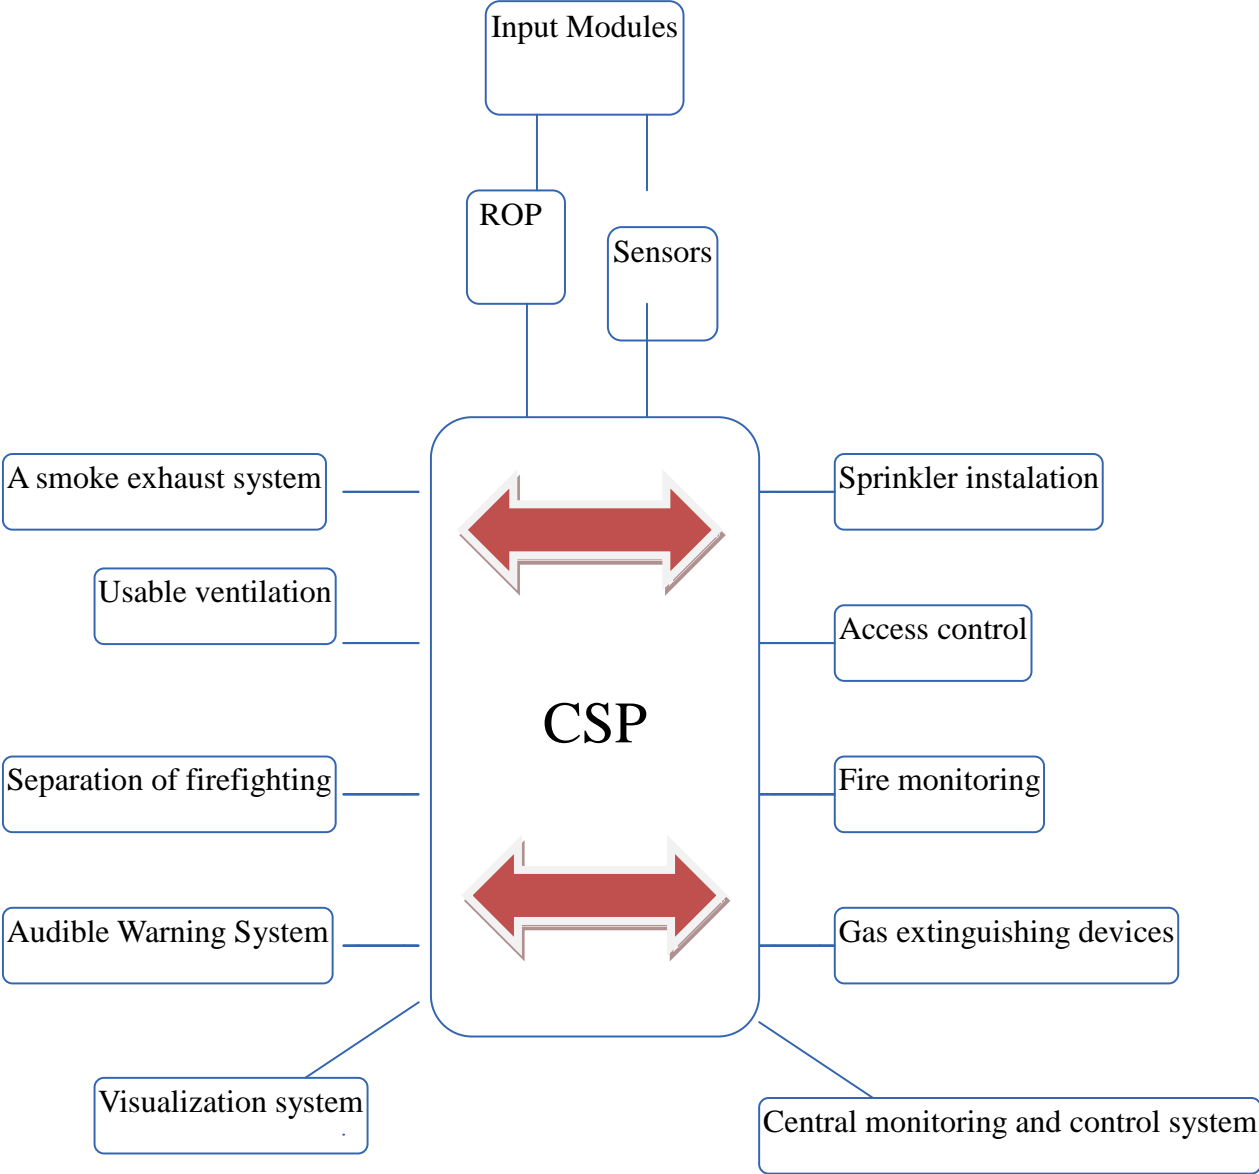 Input Modules
ROP
Sensors
A smoke exhaust system
Sprinkler instalation
Usable ventilation
Access control
CSP
Separation of firefighting
Fire monitoring
Audible Warning System
Gas extinguishing devices
Visualization system
Central monitoring and control system